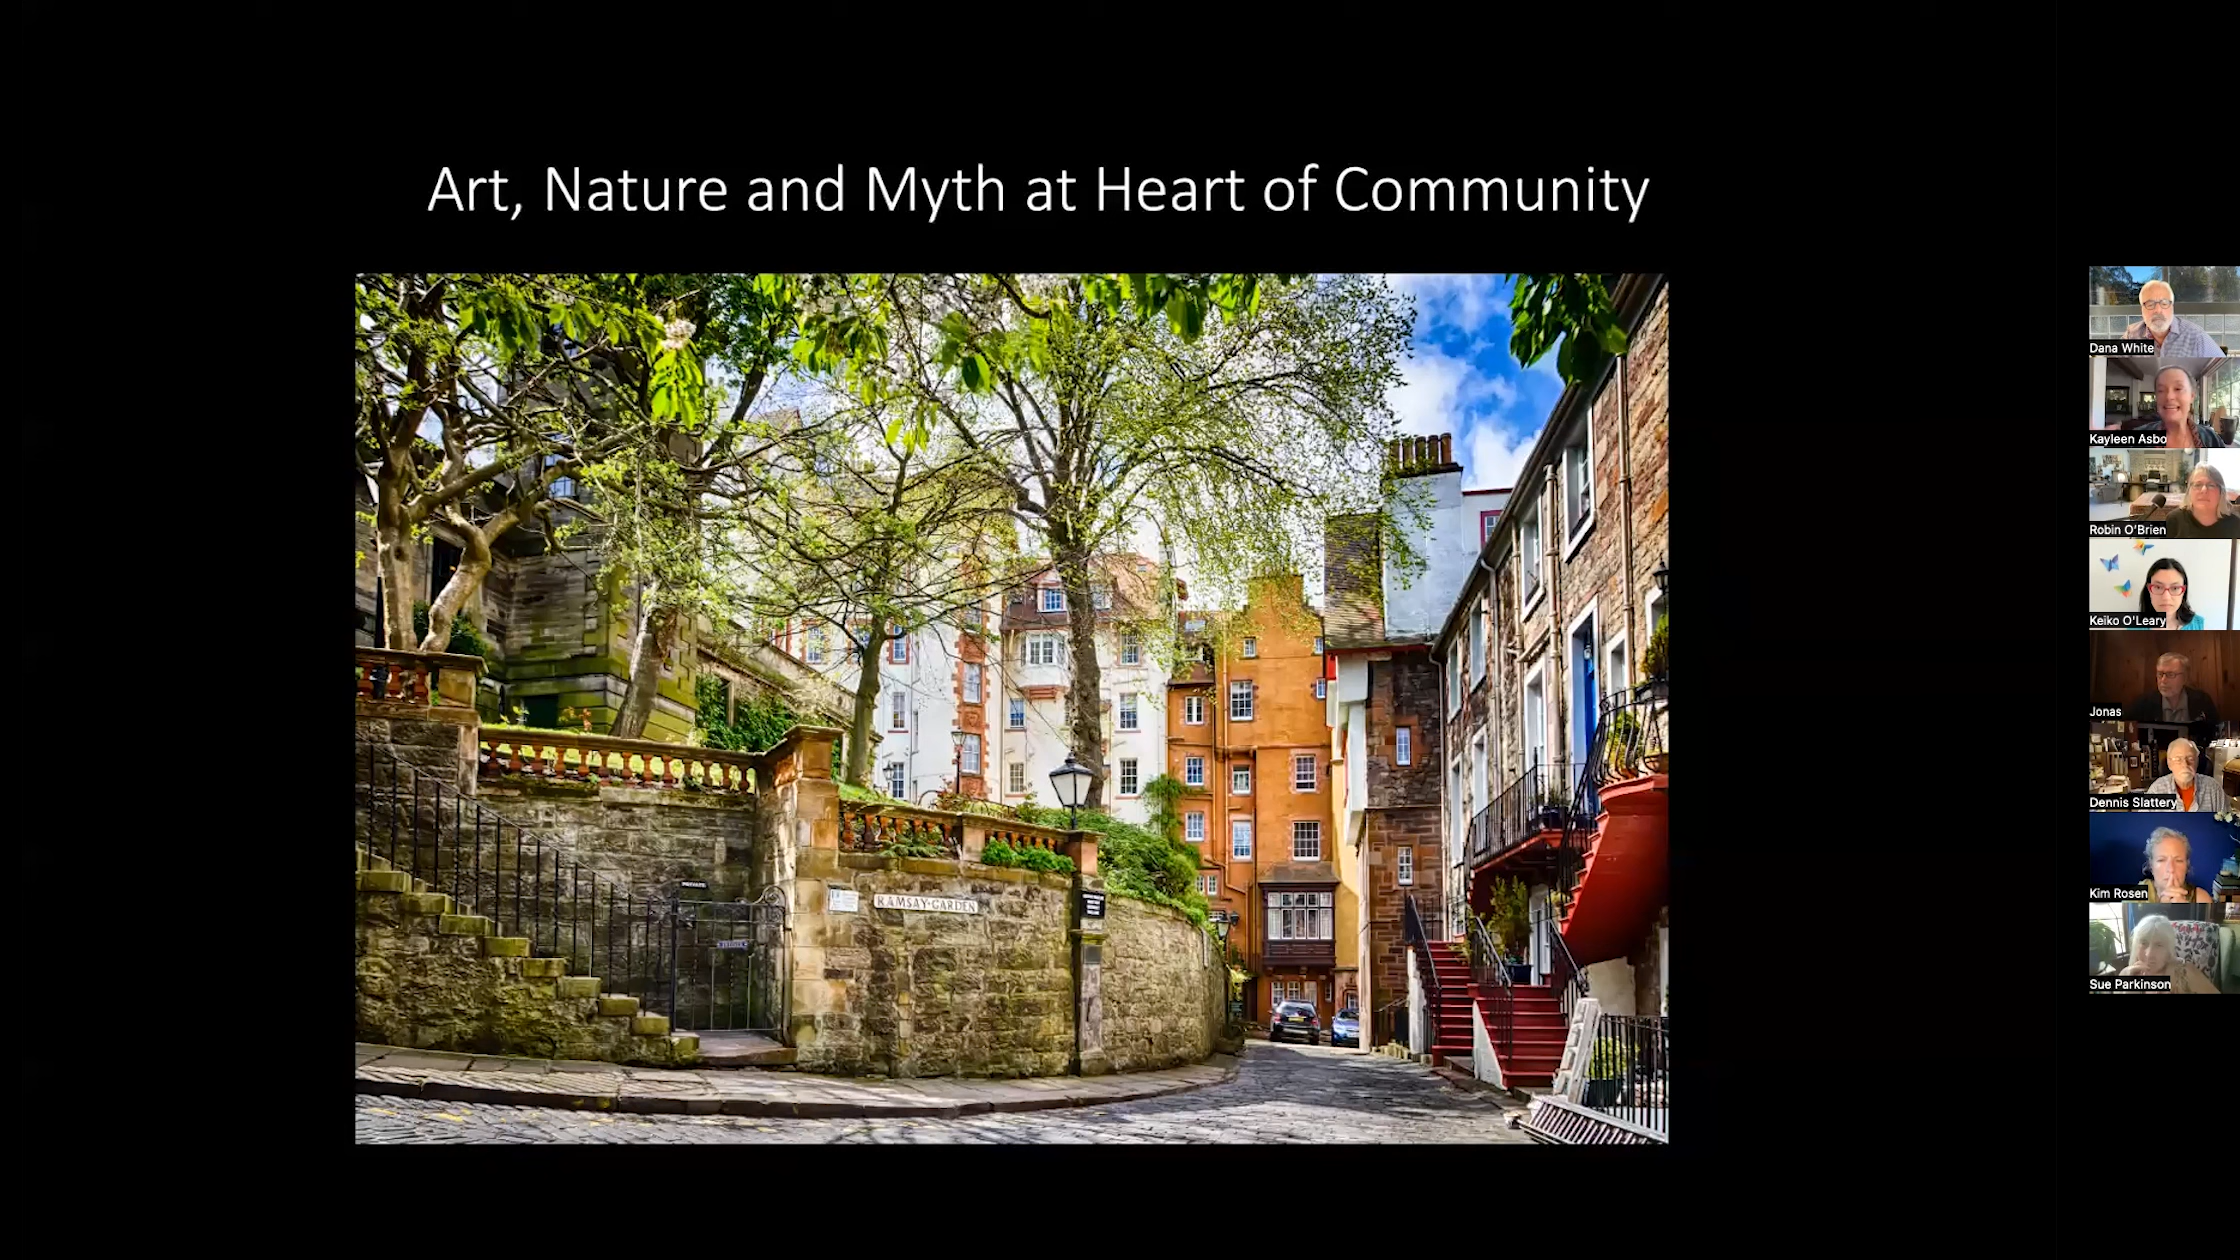 Art, Nature and Myth at Heart of Community
PRIVATE
RAMSAY·GARDEN
Dana White
Kayleen Asbo
Robin O'Brien
Keiko O'Leary
Jonas
Dennis Slattery
Kim Rosen
Sue Parkinson